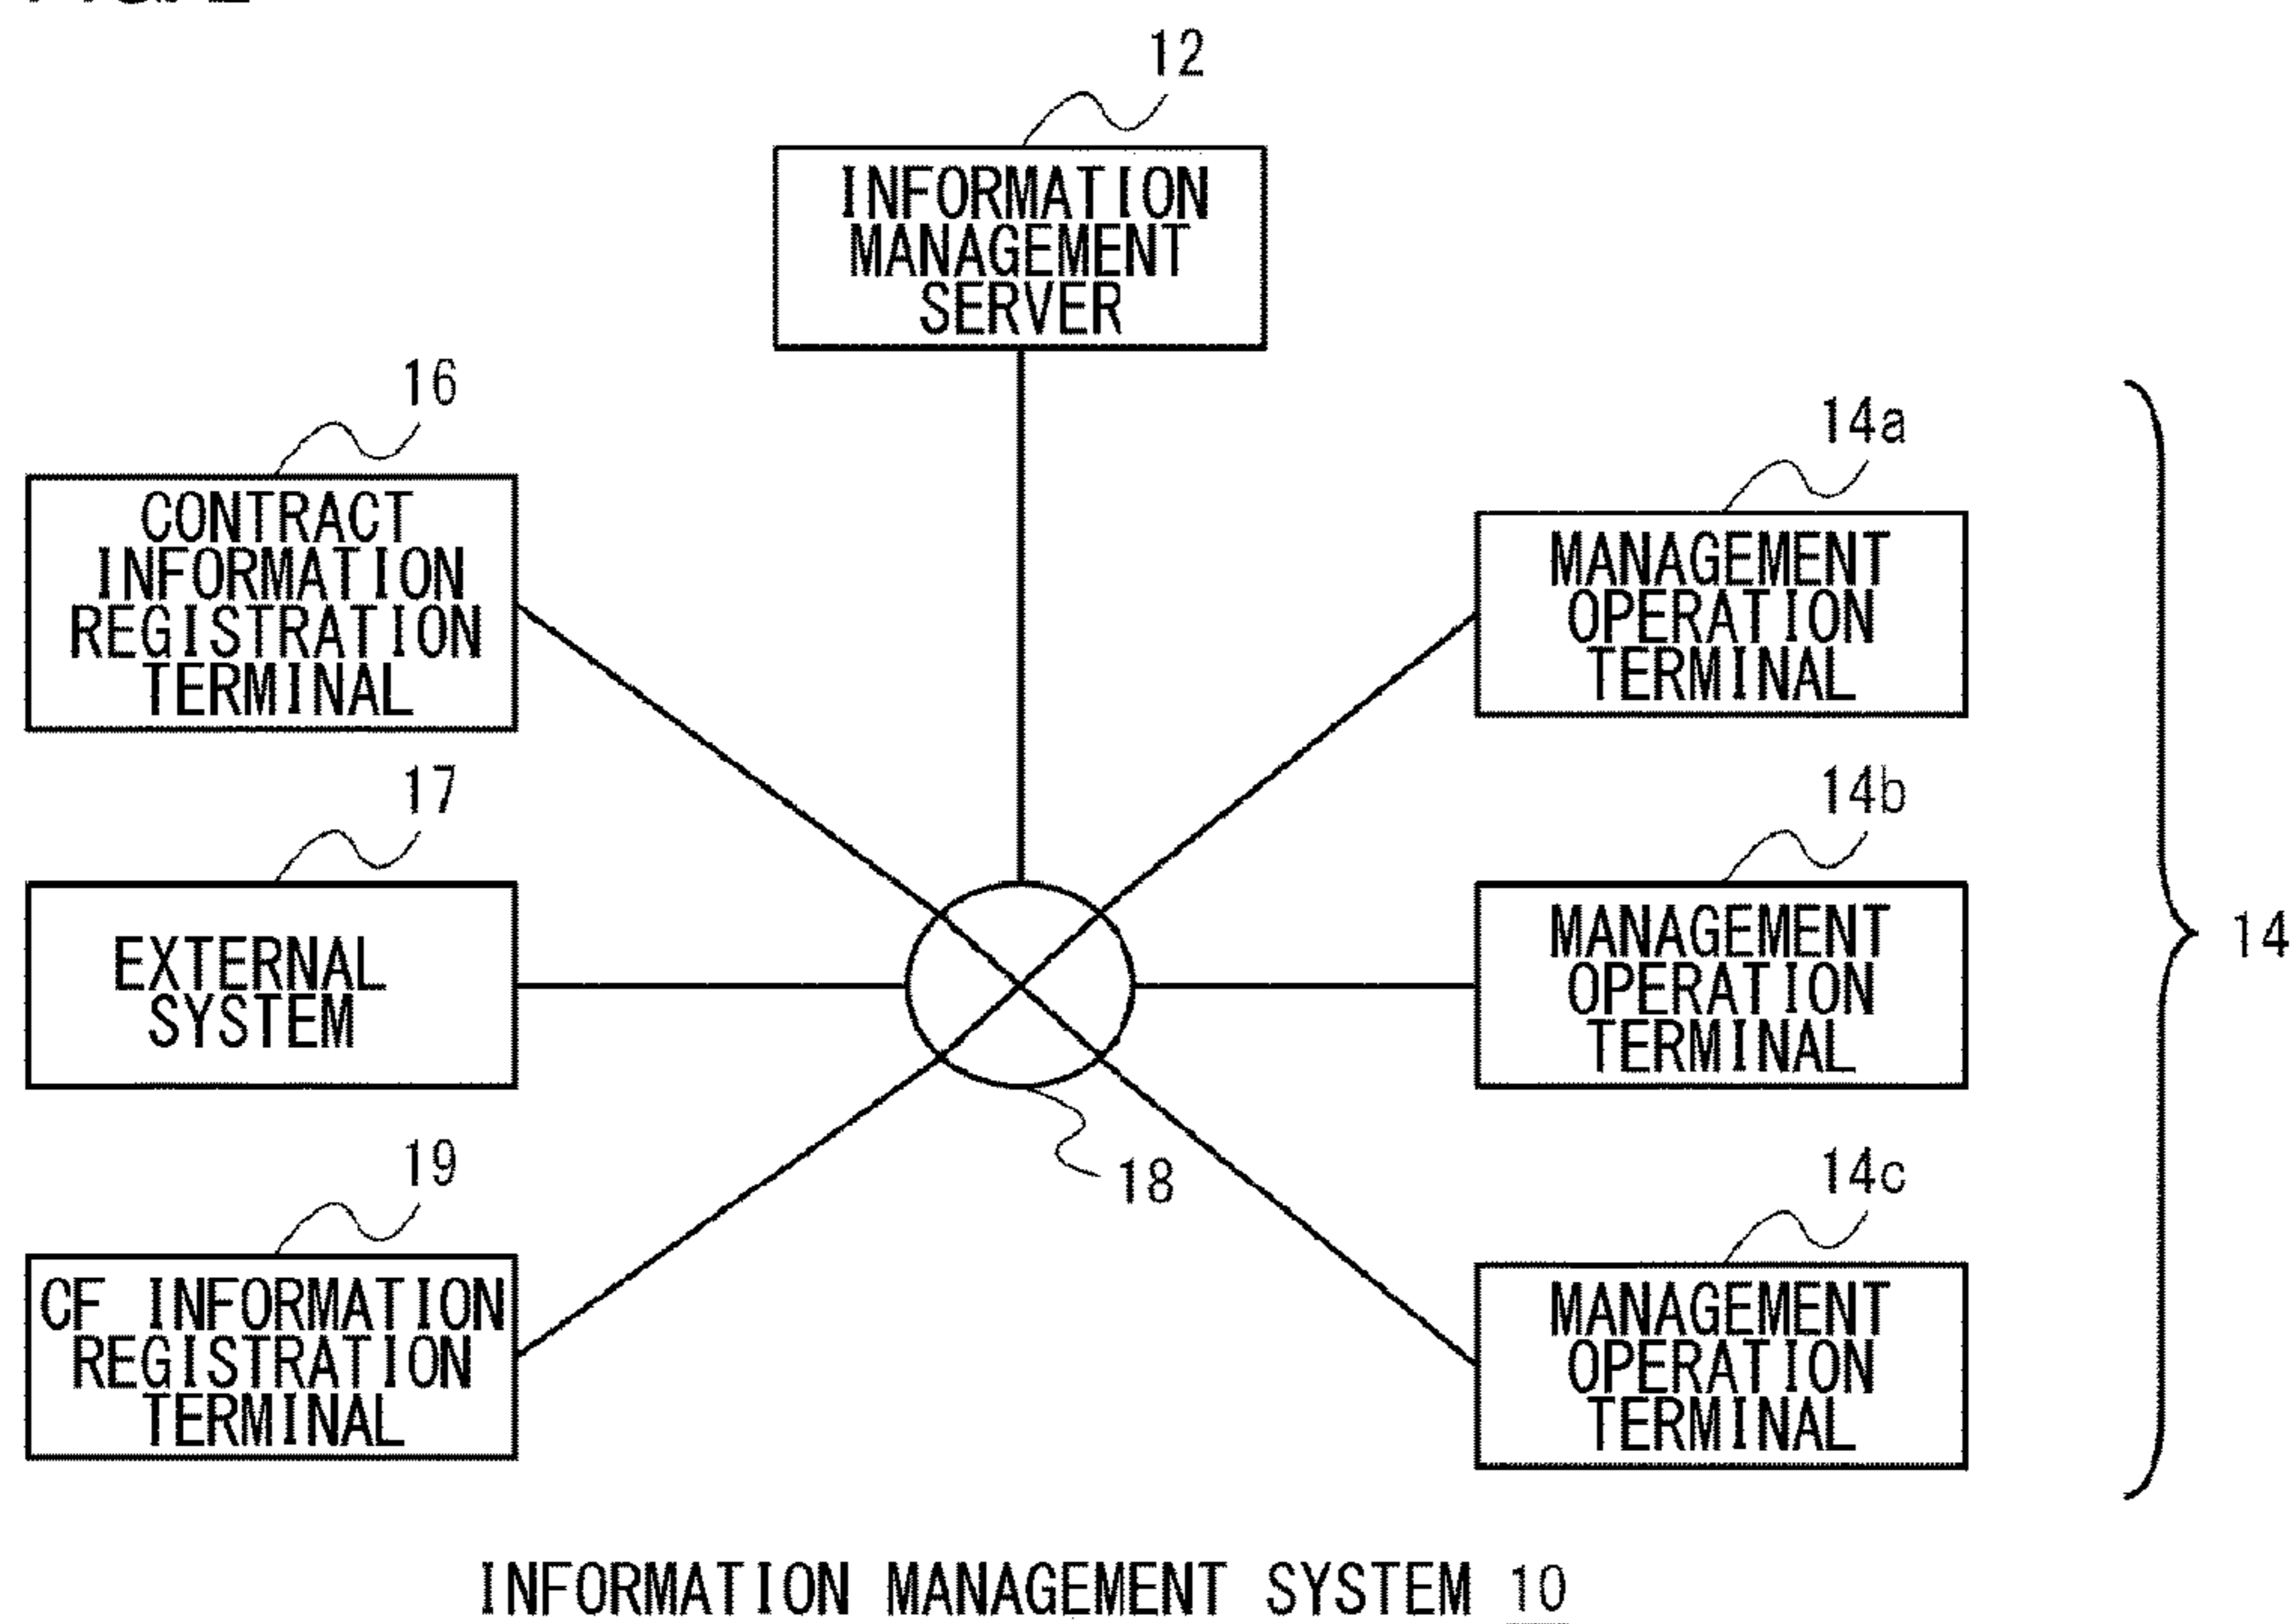 12
INFORMATION
MANAGEMENT
SERVER
16
CONTRACT
INFORMATION
REGISTRATION
TERMINAL
14a
MANAGEMENT
OPERATION
TERMINAL
17
EXTERNAL
SYSTEM
14b
MANAGEMENT
OPERATION
TERMINAL
14
18
19
CF INFORMATION
REGISTRATION
TERMINAL
14c
MANAGEMENT
OPERATION
TERMINAL
INFORMATION MANAGEMENT SYSTEM 10